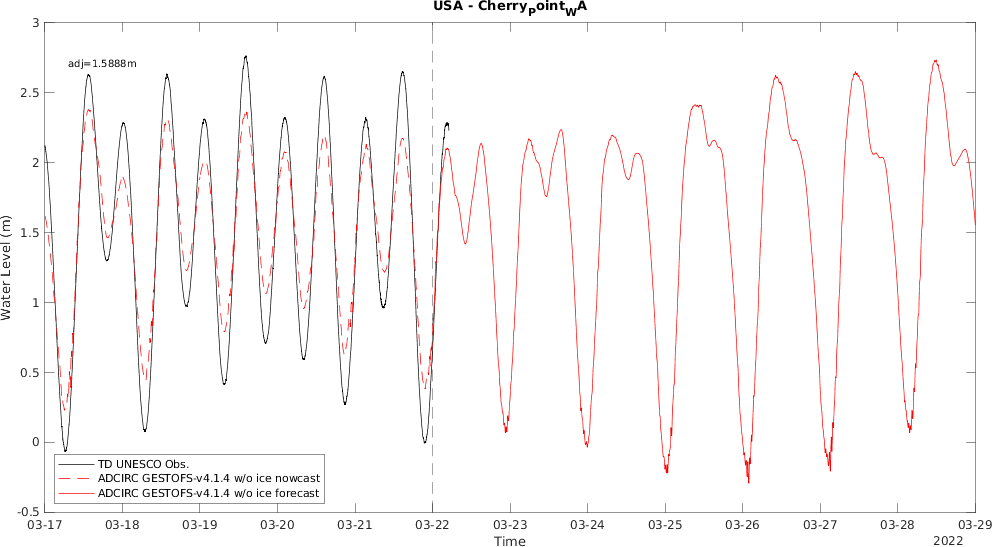 USA - CherryPointWA
3
adj=1.5888m
2.5
2
1.5
1
0.5
0
-0.5
Water Level (m)
TD UNESCO Obs.
ADCIRC GESTOFS-v4.1.4 w/o ice nowcast
ADCIRC GESTOFS-v4.1.4 w/o ice forecast
03-17 03-18 03-19 03-20 03-21 03-22 03-23 03-24 03-25 03-26 03-27 03-28 03-29
Time
2022